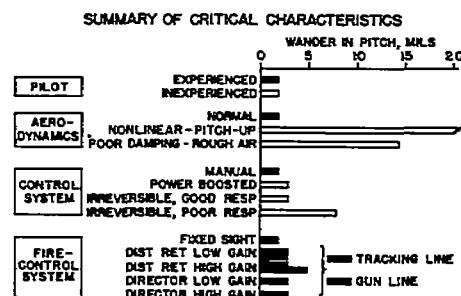 SUMMARY OF CRITICAL CHARACTERISTICS
WANDER IN PITCH, MILS
0 5 10 15 20
PILOT
EXPERIENCED
INEXPERIENCED
AERO-
DYNAMICS
NORMAL
NONLINEAR-PITCH-UP
POOR DAMPING-ROUGH AIR
CONTROL
SYSTEM
MANUAL
POWER BOOSTED
IRREVERSIBLE, GOOD RESP
IRREVERSIBLE, POOR RESP
FIRE-
CONTROL
SYSTEM
FIXED SIGHT
DIST RET LOW GAIN
DIST RET HIGH GAIN
DIRECTOR LOW GAIN
DIRECTOR HIGH GAIN
TRACKING LINE
GUN LINE